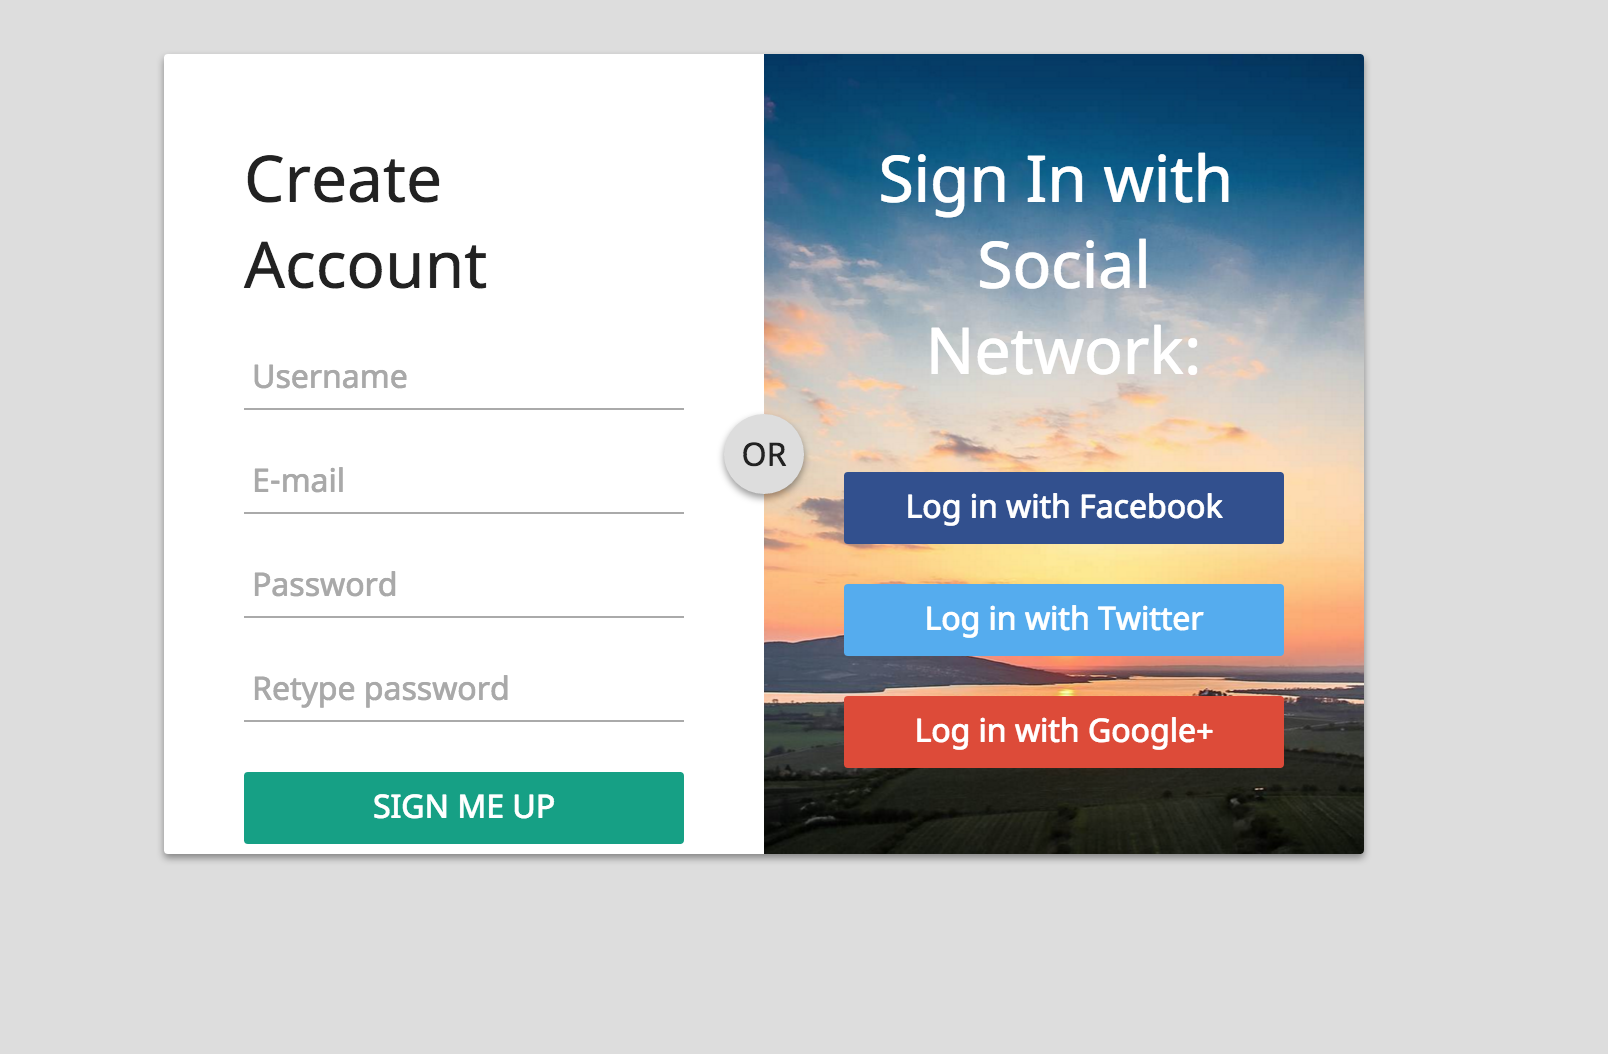 Create
Account
Username
E-mail
Password
Retype password
SIGN ME UP
OR
Sign In with
Social
Network:
Log in with Facebook
Log in with Twitter
Log in with Google+